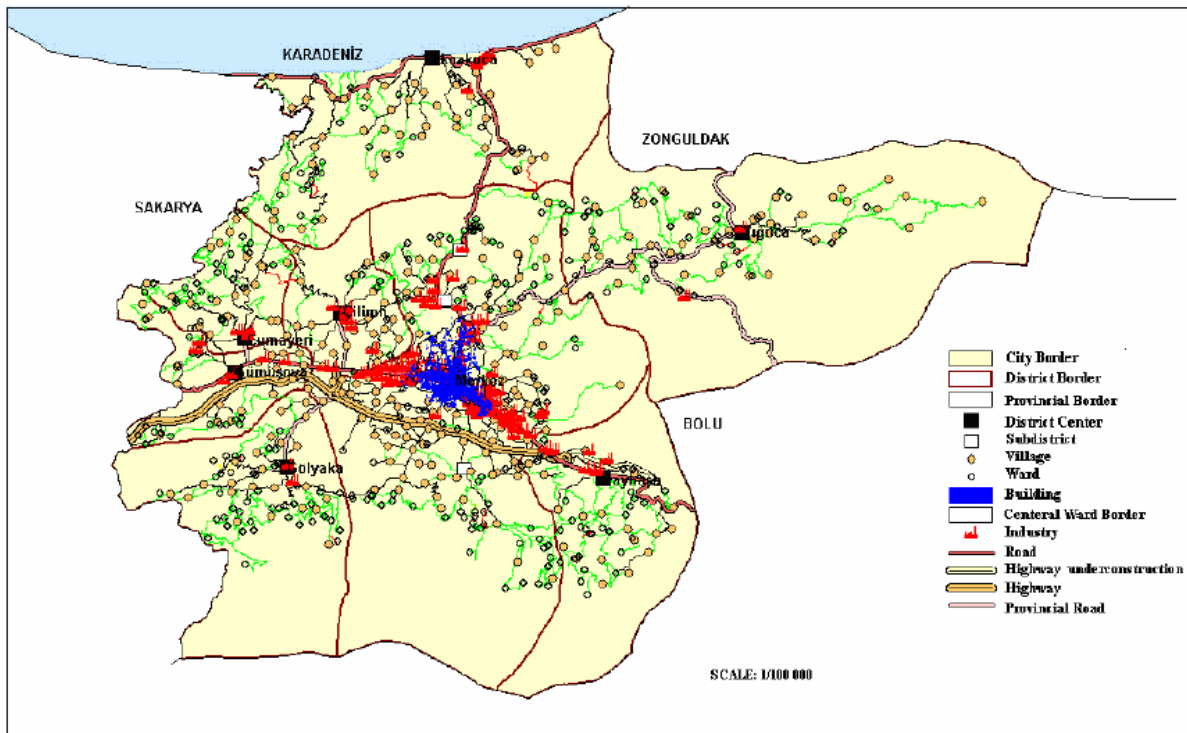 KARADENİZ
ZONGULDAK
SAKARYA
Merkoz
BOLU
City Border
District Border
Provincial Border
District Center
Subdistrict
Village
Ward
Building
Centeral Ward Border
Industry
Road
Highway underconstruction
Highway
Provincial Road
SCALE: 1/100 000